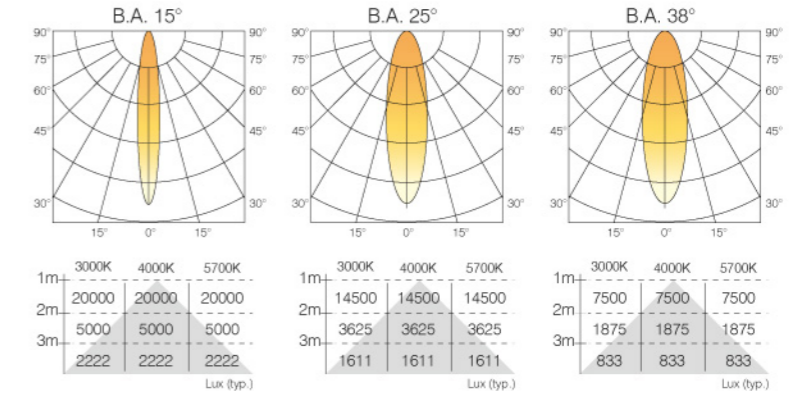 B.A. 15°
90° 90°
75° 75°
60° 60°
45° 45°
30° 30°
15° 0° 15°
3000K 4000K 5700K
1m
20000 20000 20000
2m
5000 5000 5000
3m
2222 2222 2222
Lux (typ.)
B.A. 25°
90° 90°
75° 75°
60° 60°
45° 45°
30° 30°
15° 0° 15°
3000K 4000K 5700K
1m
14500 14500 14500
2m
3625 3625 3625
3m
1611 1611 1611
Lux (typ.)
B.A. 38°
90° 90°
75° 75°
60° 60°
45° 45°
30° 30°
15° 0° 15°
3000K 4000K 5700K
1m
7500 7500 7500
2m
1875 1875 1875
3m
833 833 833
Lux (typ.)